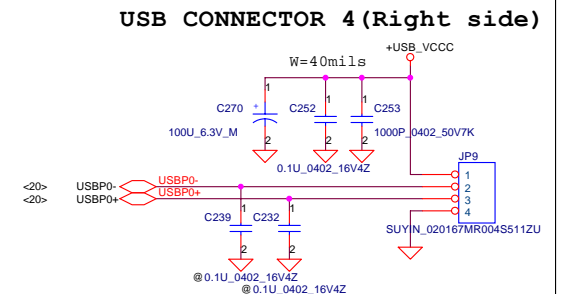 USB CONNECTOR 4(Right side)
+USB_VCCC
W=40mils
1 1 1
C270 + C252 C253
100U_6.3V_M 1000P_0402_50V7K
2 2 2
0.1U_0402_16V4Z
JP9
1
2
3
4
<20> USBP0- USBP0-
<20> USBP0+ USBP0+
1 1
C239 C232
SUYIN_020167MR004S511ZU
2 2
@ 0.1U_0402_16V4Z
@ 0.1U_0402_16V4Z